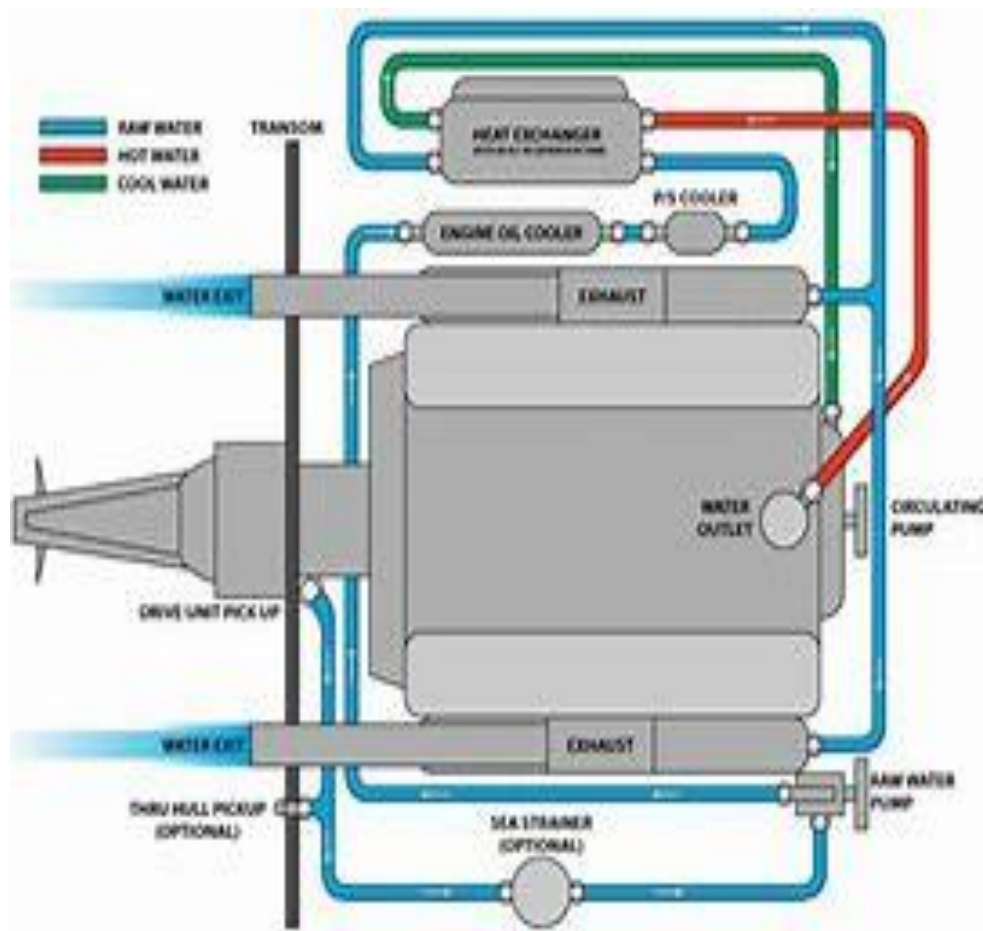 RAW WATER
HOT WATER
COOL WATER
TRANSOM
HEAT EXCHANGER
P/S COOLER
ENGINE OIL COOLER
WATER EXIT
EXHAUST
WATER
OUTLET
CIRCULATING
PUMP
DRIVE UNIT PICK UP
WATER EXIT
EXHAUST
RAW WATER
PUMP
THRU HULL PICKUP
(OPTIONAL)
SEA STRAINER
(OPTIONAL)